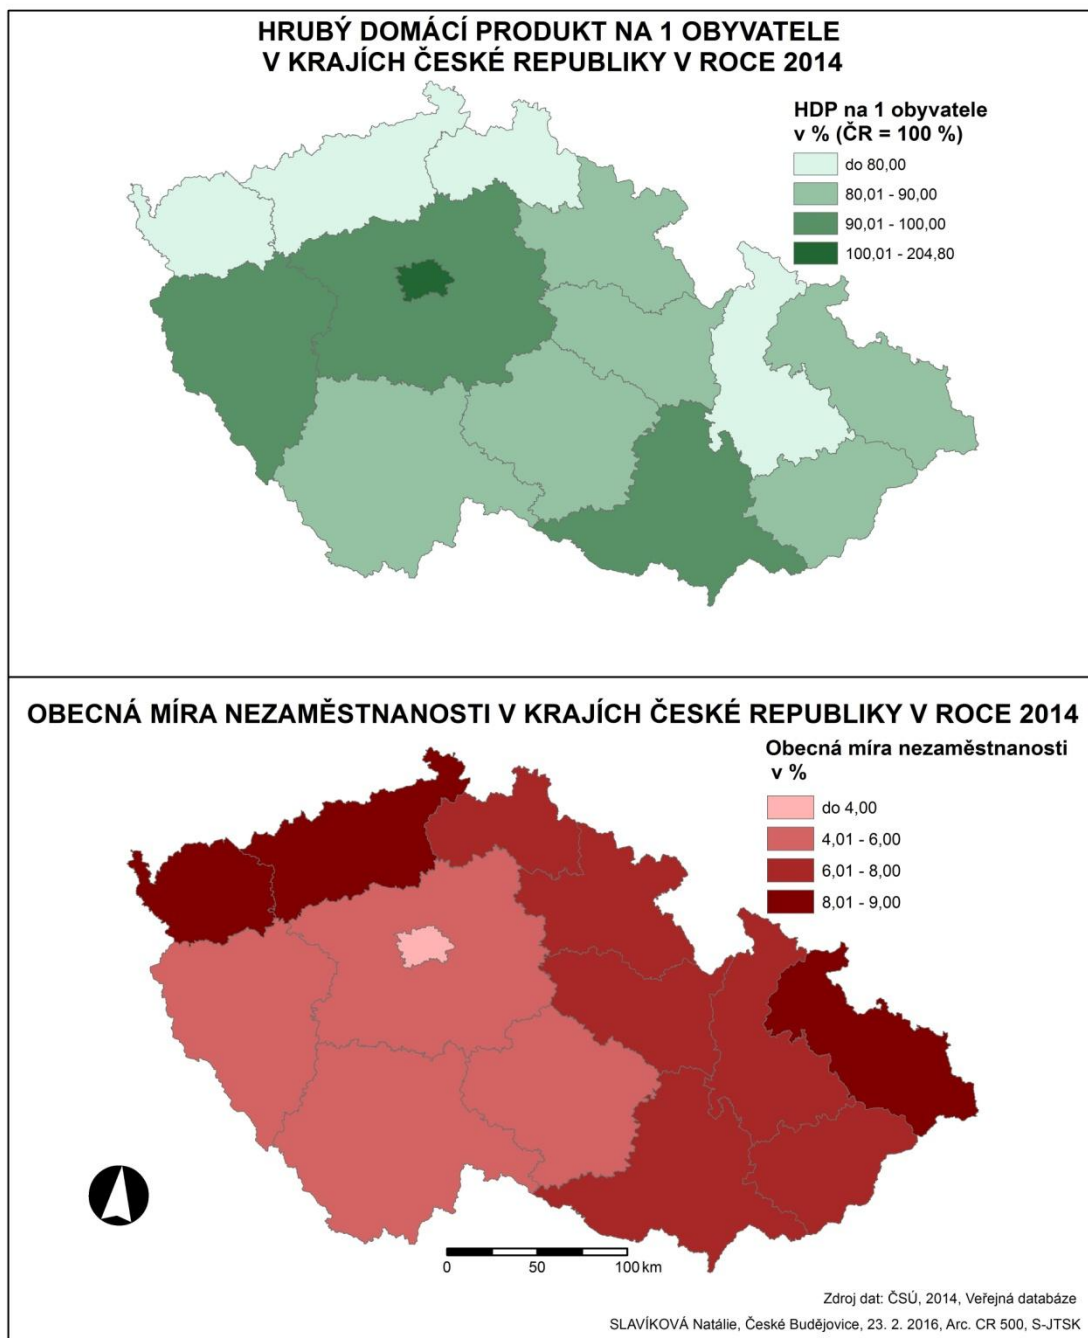 HRUBÝ DOMÁCÍ PRODUKT NA 1 OBYVATELE
V KRAJÍCH ČESKÉ REPUBLIKY V ROCE 2014
HDP na 1 obyvatele
v % (ČR = 100 %)
do 80,00
80,01 - 90,00
90,01 - 100,00
100,01 - 204,80
OBECNÁ MÍRA NEZAMĚSTNANOSTI V KRAJÍCH ČESKÉ REPUBLIKY V ROCE 2014
Obecná míra nezaměstnanosti
v %
do 4,00
4,01 - 6,00
6,01 - 8,00
8,01 - 9,00
0 50 100 km
Zdroj dat: ČSÚ, 2014, Veřejná databáze
SLAVÍKOVÁ Natálie, České Budějovice, 23. 2. 2016, Arc. CR 500, S-JTSK